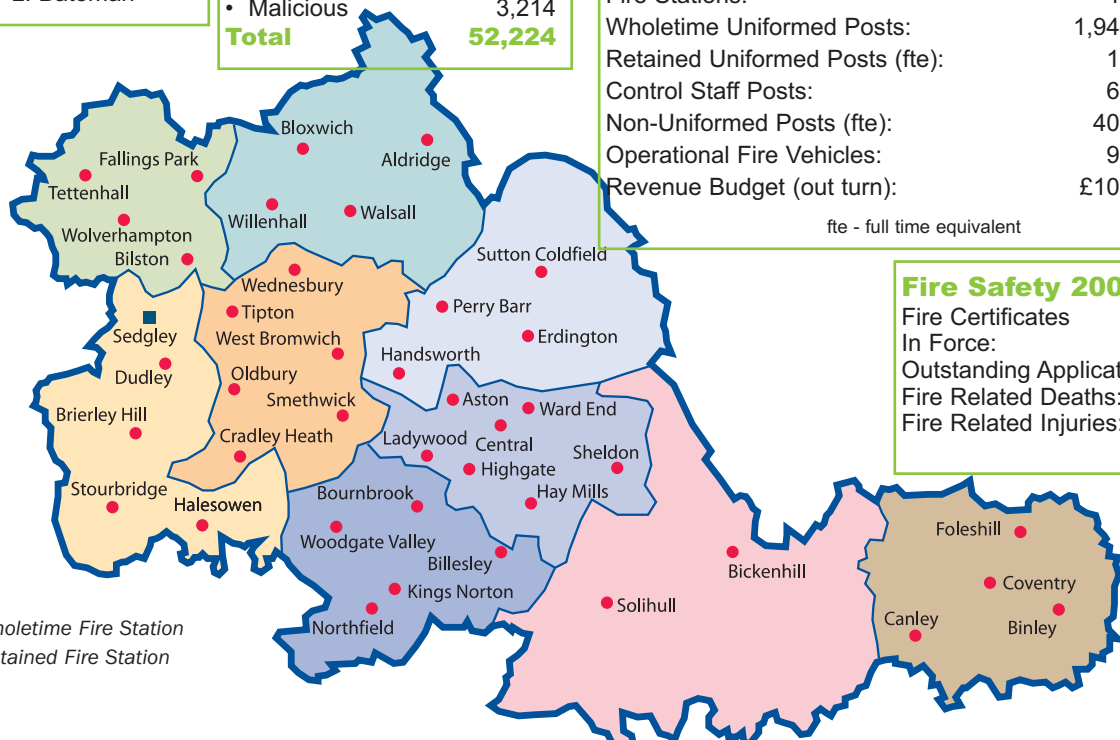 • Malicious 3,214
Total 52,224
Wholetime Uniformed Posts: 1,94
Retained Uniformed Posts (fte): 1
Control Staff Posts: 6
Non-Uniformed Posts (fte): 40
Operational Fire Vehicles: 9
Revenue Budget (out turn): £10
fte - full time equivalent
Fire Safety 200
Fire Certificates
In Force:
Outstanding Applicat
Fire Related Deaths:
Fire Related Injuries:
Bloxwich
Aldridge
Fallings Park
Tettenhall
Willenhall
Walsall
Wolverhampton
Bilston
Sutton Coldfield
Wednesbury
Perry Barr
Tipton
Sedgley
West Bromwich
Erdington
Handsworth
Dudley
Oldbury
Smethwick
Aston
Ward End
Brierley Hill
Cradley Heath
Ladywood
Central
Sheldon
Highgate
Stourbridge
Halesowen
Bournbrook
Hay Mills
Woodgate Valley
Billesley
Foleshill
Bickenhill
Kings Norton
Coventry
Solihull
Northfield
Canley
Binley
oletime Fire Station
tained Fire Station